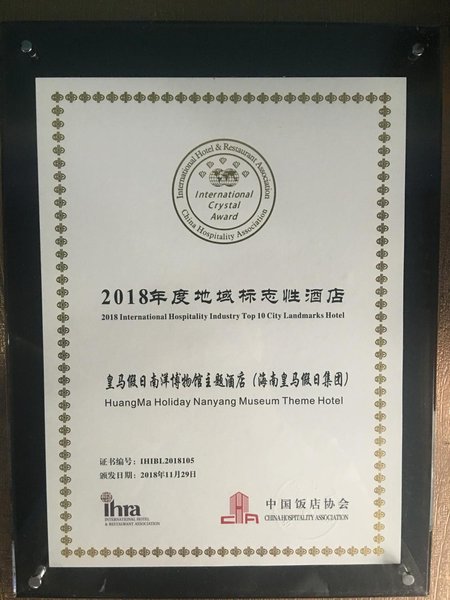 International Hotel & Restaurant Association
International
Crystal
Award
China Hospitality Association
2018年度地域标志性酒店
2018 International Hospitality Industry Top 10 City Landmarks Hotel
皇马假日南洋博物馆主题酒店（海南皇马假日集团）
HuangMa Holiday Nanyang Museum Theme Hotel
证书编号：IHIBL2018105
颁发日期：2018年11月29日
ihra
INTERNATIONAL HOTEL
& RESTAURANT ASSOCIATION
CHA
中国饭店协会
CHINA HOSPITALITY ASSOCIATION